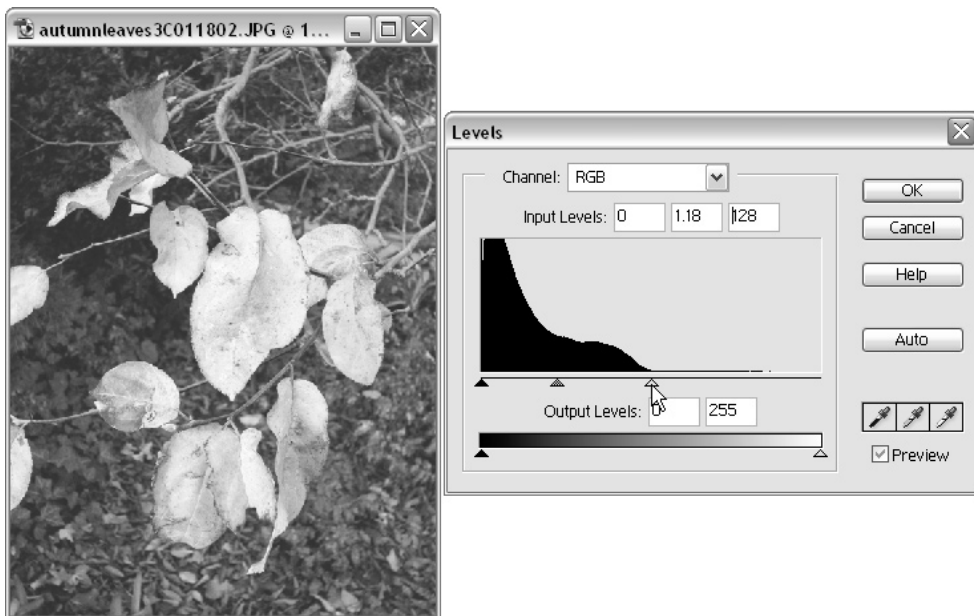 autumnleaves3C011802.JPG @ 1...
Levels
Channel: RGB
Input Levels: 0 1.18 128
Output Levels: 0 255
OK
Cancel
Help
Auto
Preview